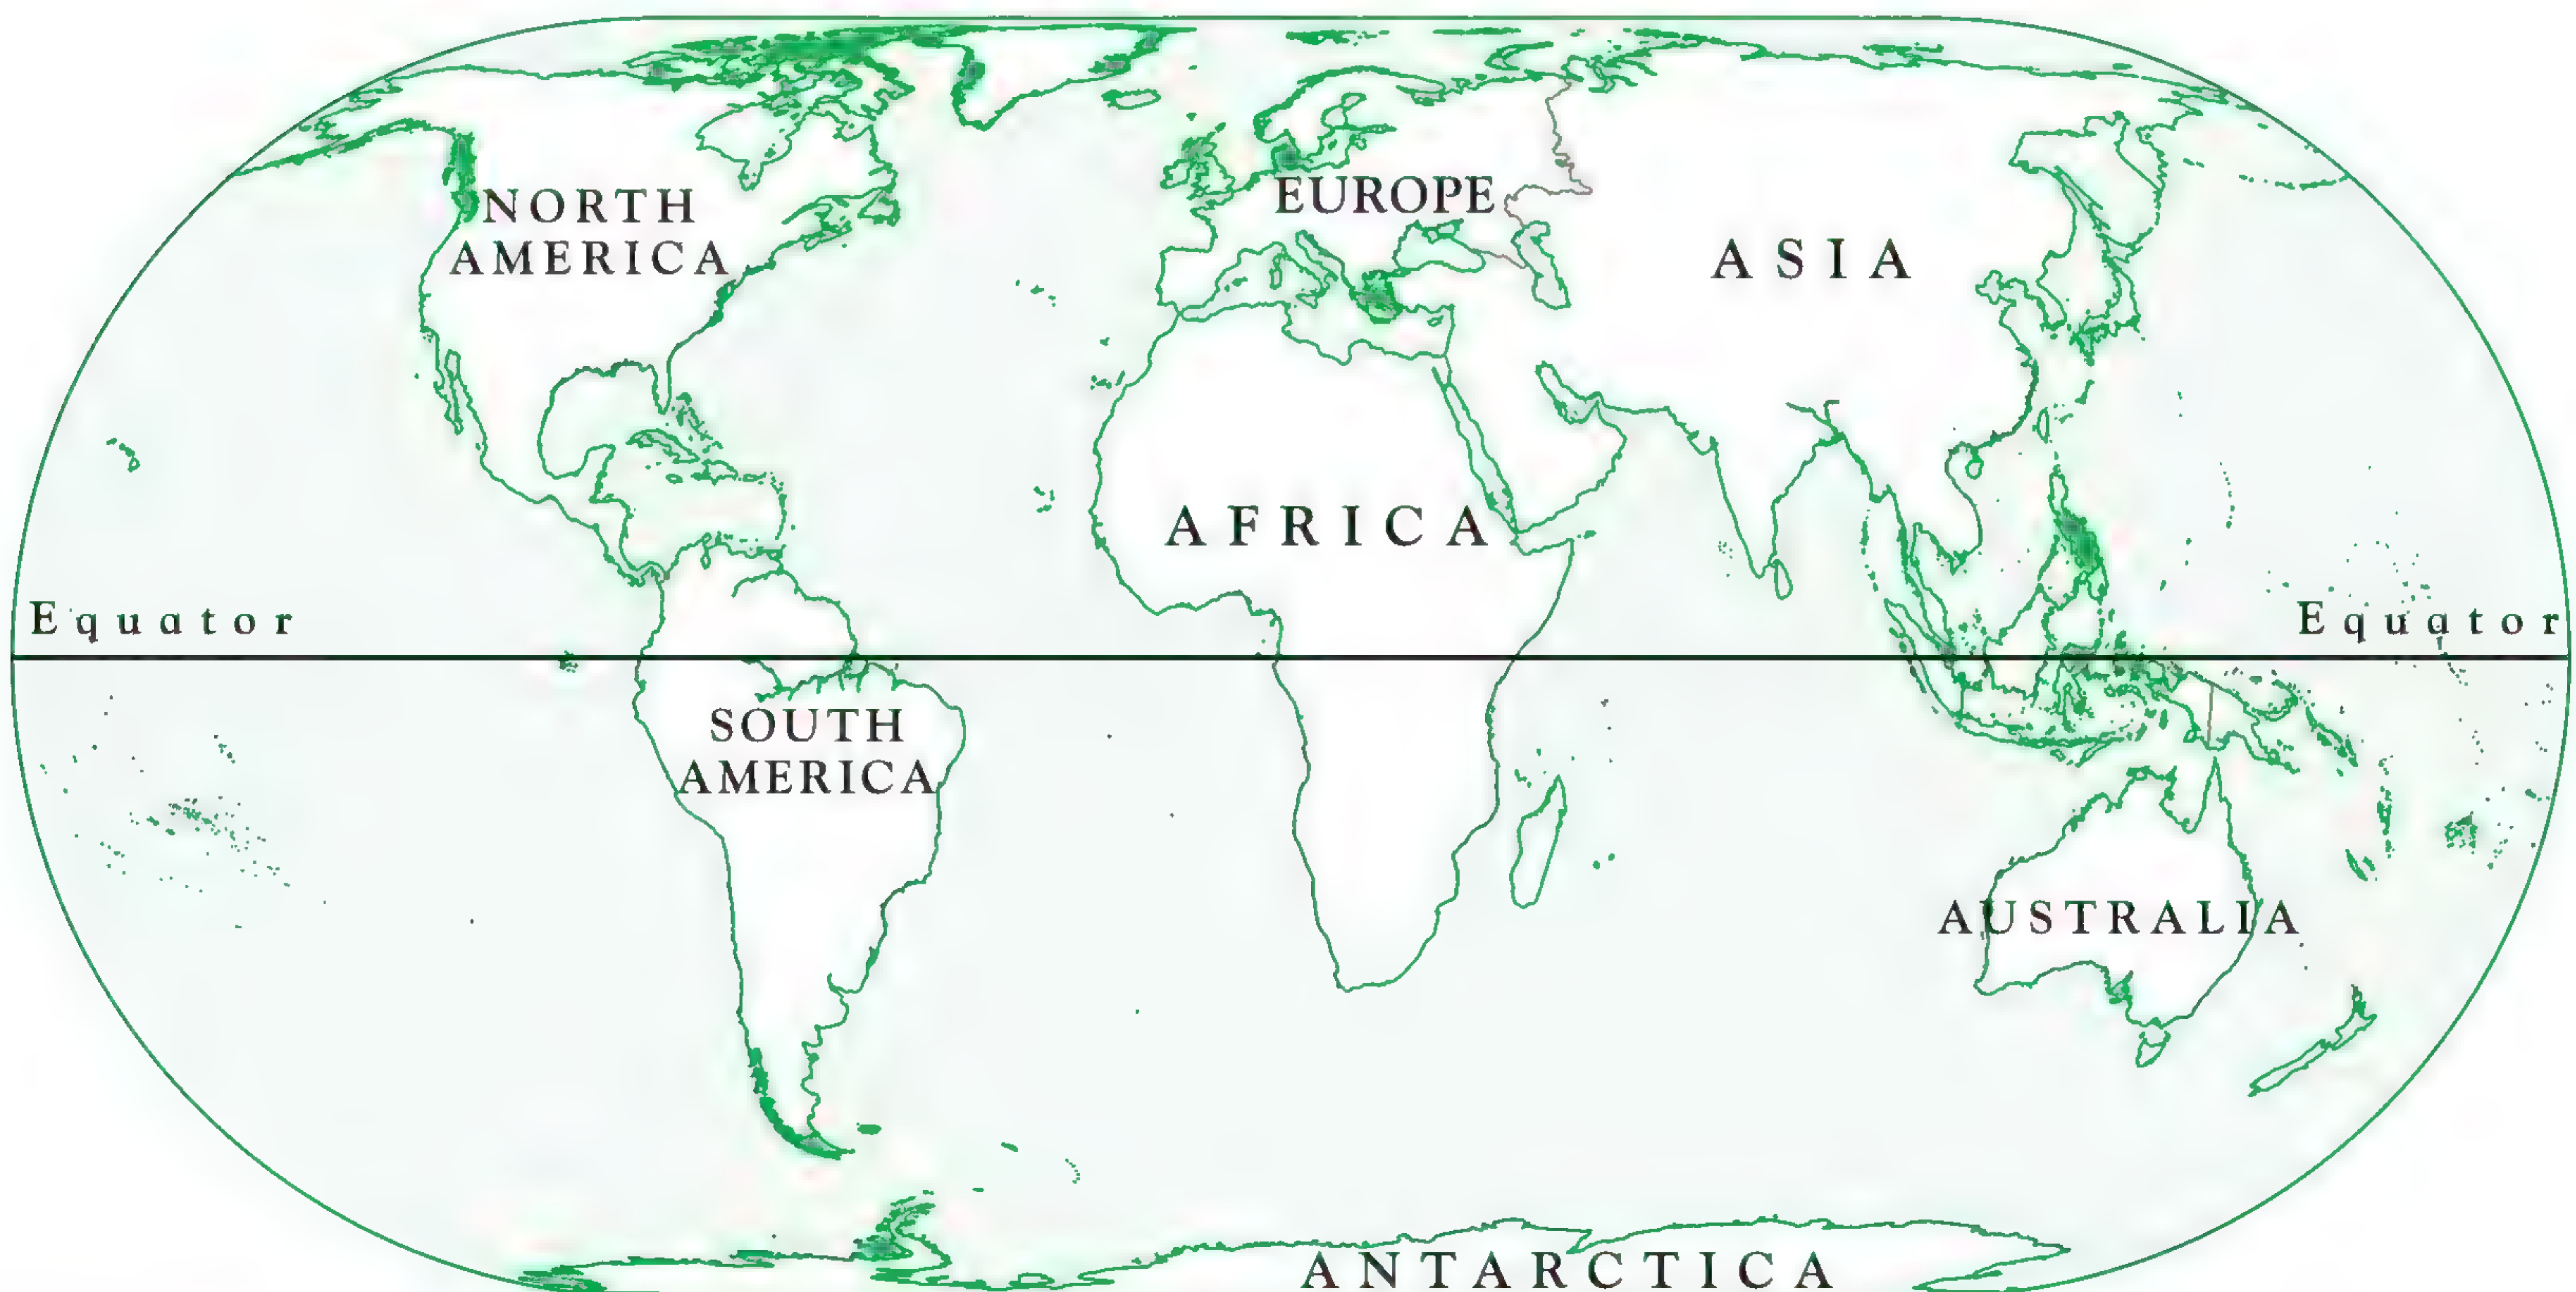 NORTH
AMERICA
EUROPE
ASIA
AFRICA
Equator
Equator
SOUTH
AMERICA
AUSTRALIA
ANTARCTICA